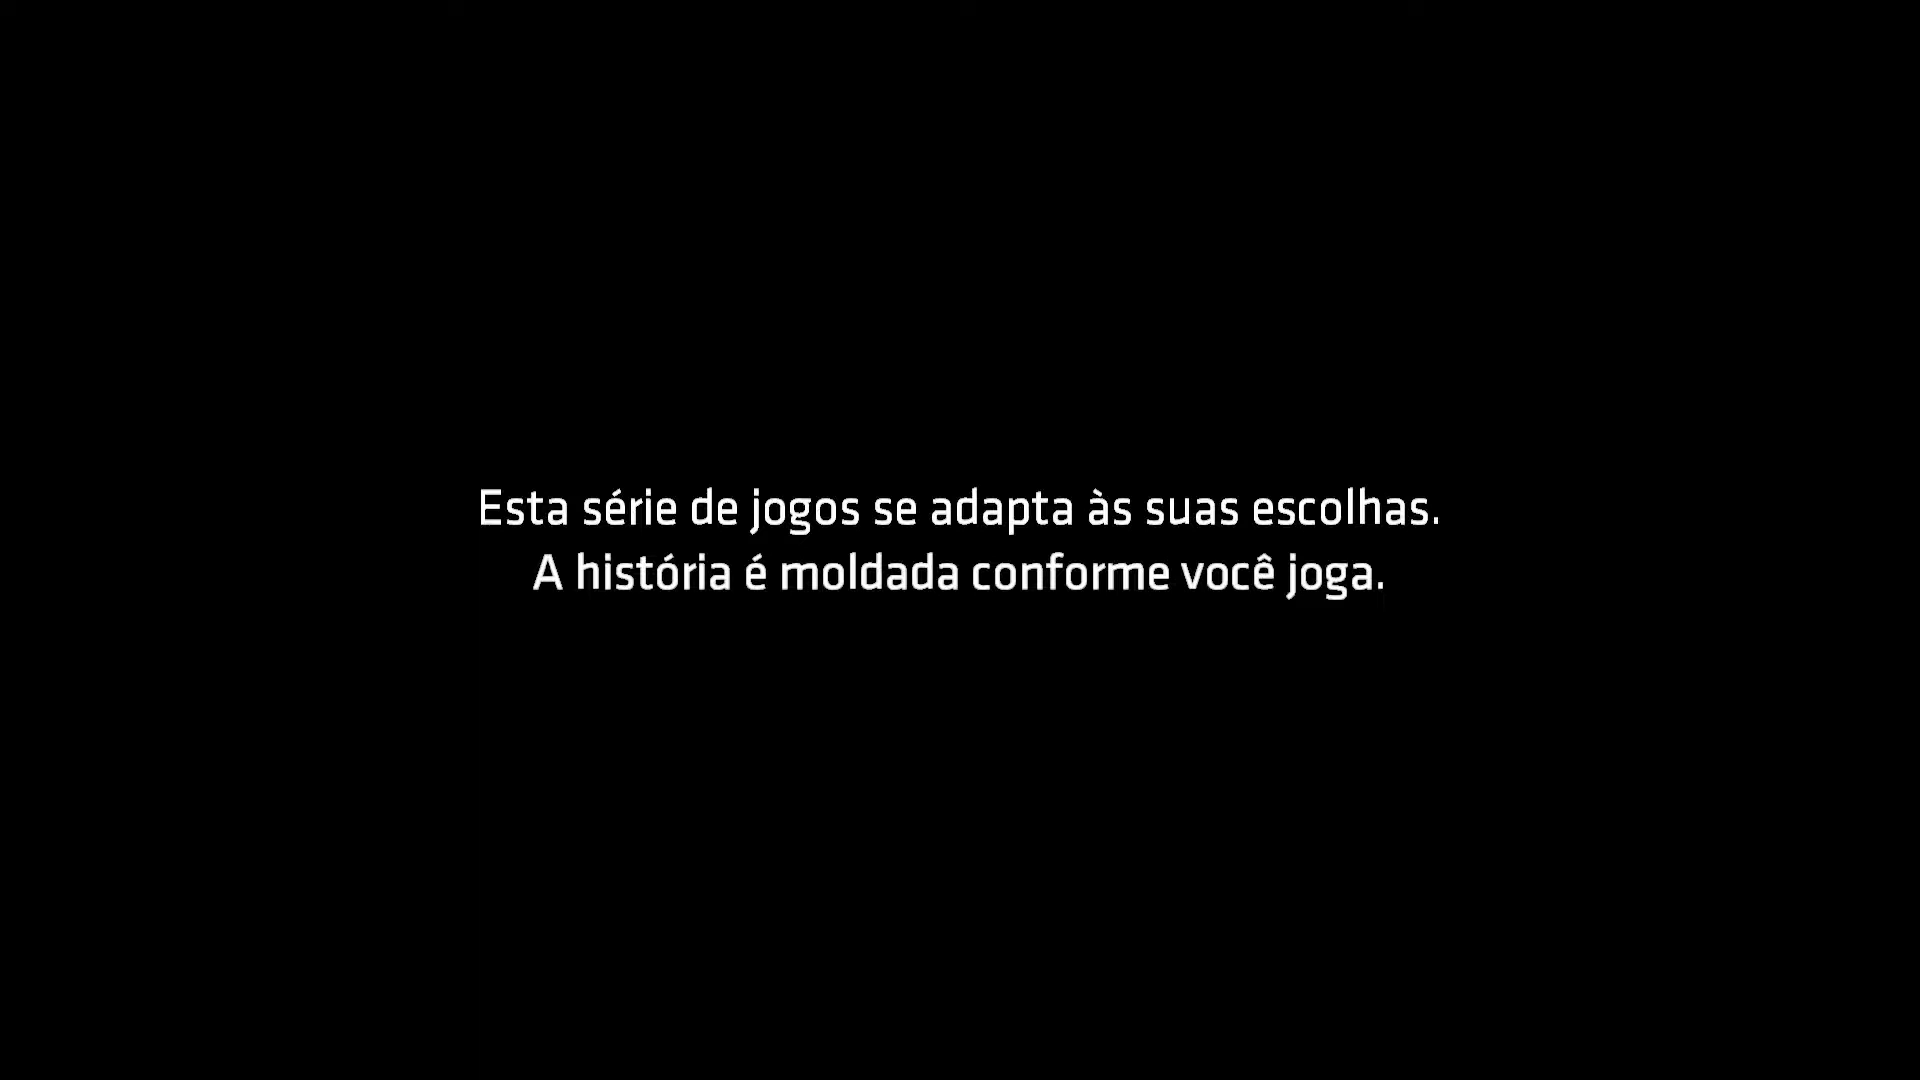 Esta série de jogos se adapta às suas escolhas.
A história é moldada conforme você joga.